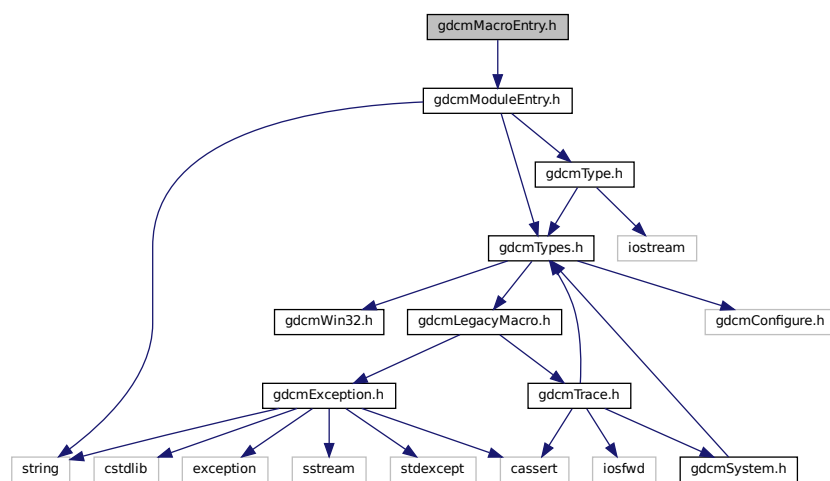 gdcmMacroEntry.h
gdcmModuleEntry.h
gdcmType.h
gdcmTypes.h
iostream
gdcmWin32.h
gdcmLegacyMacro.h
gdcmConfigure.h
gdcmException.h
gdcmTrace.h
string
cstdlib
exception
sstream
stdexcept
cassert
iosfwd
gdcmSystem.h